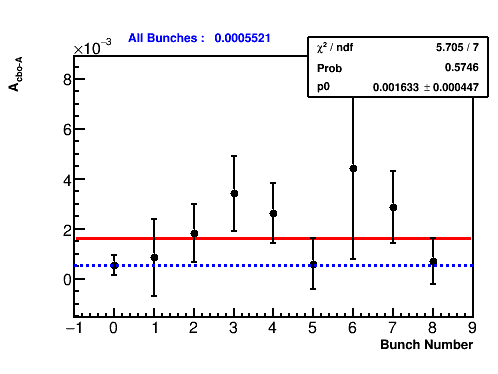 All Bunches : 0.0005521
×10⁻³
χ² / ndf 5.705 / 7
Prob 0.5746
p0 0.001633 ± 0.000447
A cbo-A
8
6
4
2
0
−1 0 1 2 3 4 5 6 7 8 9
Bunch Number